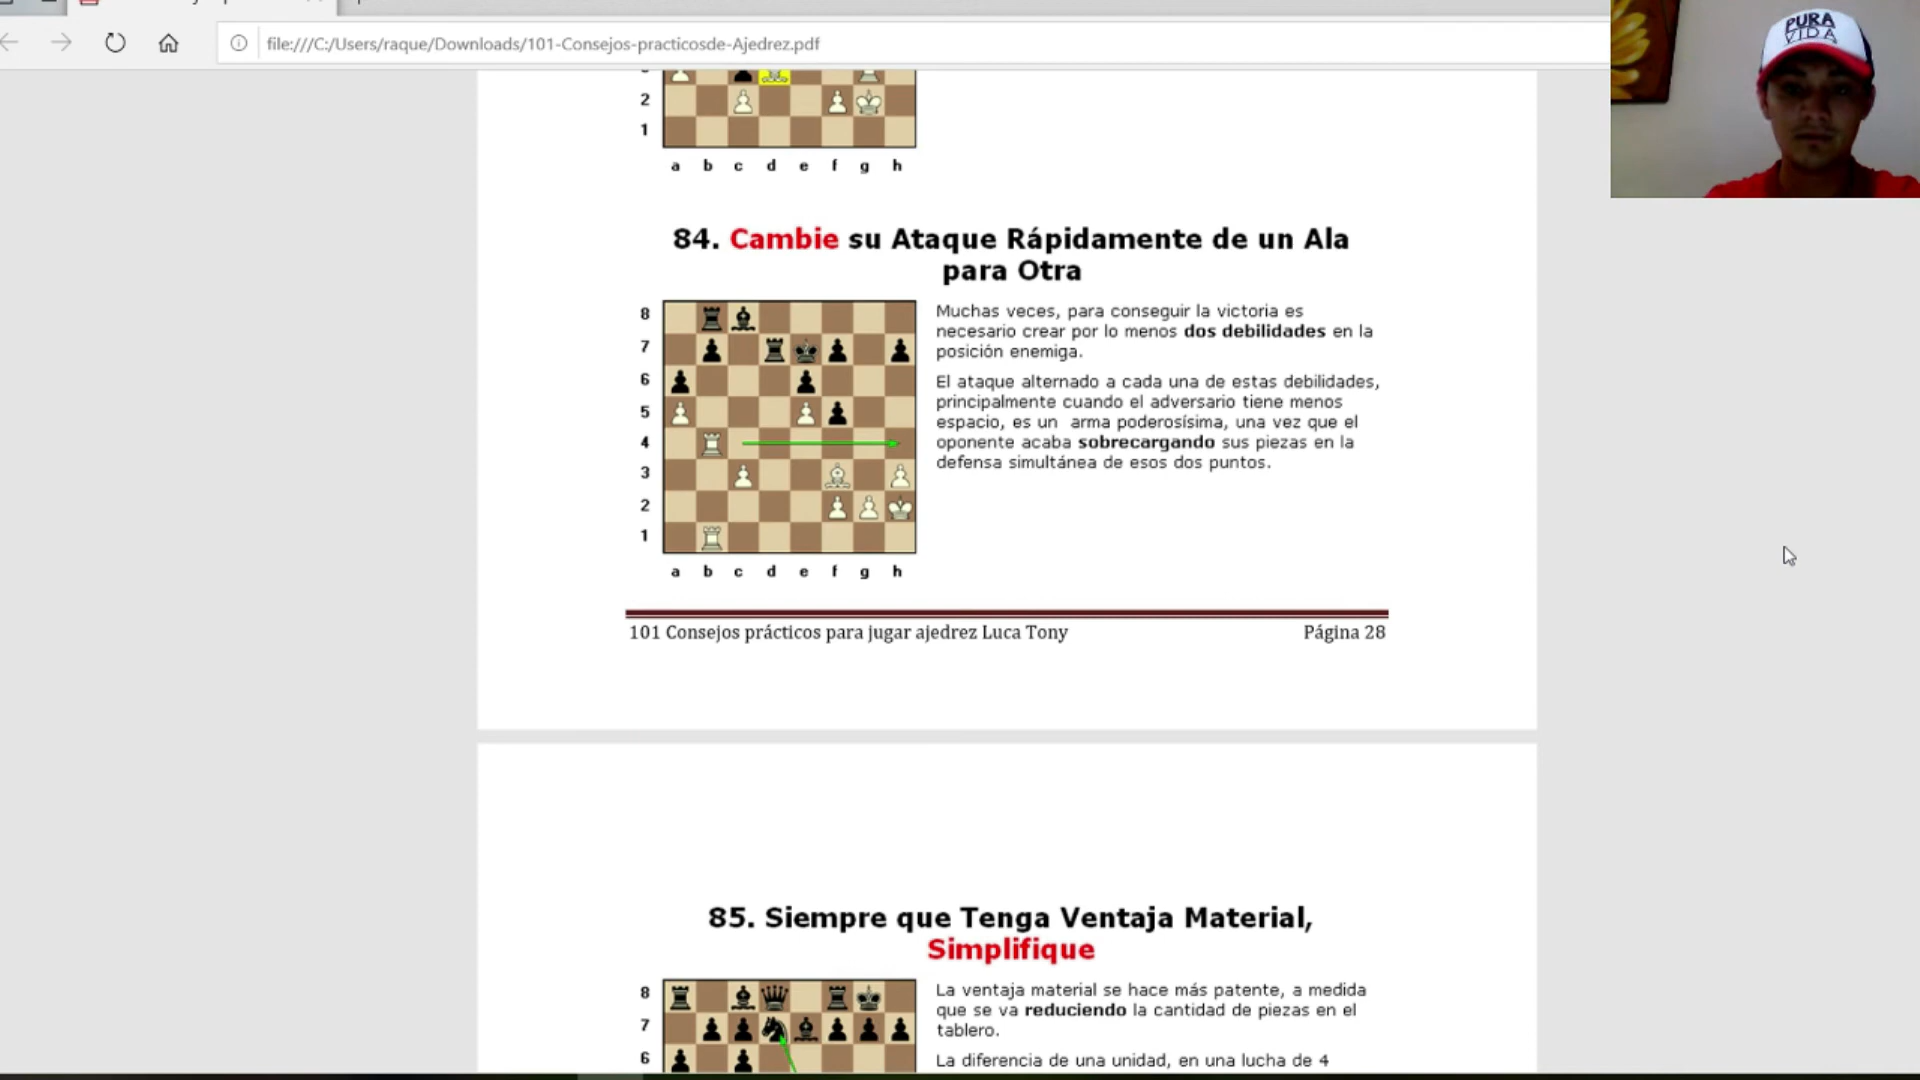 file:///C:/Users/raque/Downloads/101-Consejos-practicosde-Ajedrez.pdf
PURA
VIDA
2
1
a b c d e f g h
84. Cambie su Ataque Rápidamente de un Ala
para Otra
8
7
6
5
4
3
2
1
a b c d e f g h
Muchas veces, para conseguir la victoria es
necesario crear por lo menos dos debilidades en la
posición enemiga.
El ataque alternado a cada una de estas debilidades,
principalmente cuando el adversario tiene menos
espacio, es un arma poderosísima, una vez que el
oponente acaba sobrecargando sus piezas en la
defensa simultánea de esos dos puntos.
101 Consejos prácticos para jugar ajedrez Luca Tony Página 28
85. Siempre que Tenga Ventaja Material,
Simplifique
8
7
6
La ventaja material se hace más patente, a medida
que se va reduciendo la cantidad de piezas en el
tablero.
La diferencia de una unidad, en una lucha de 4